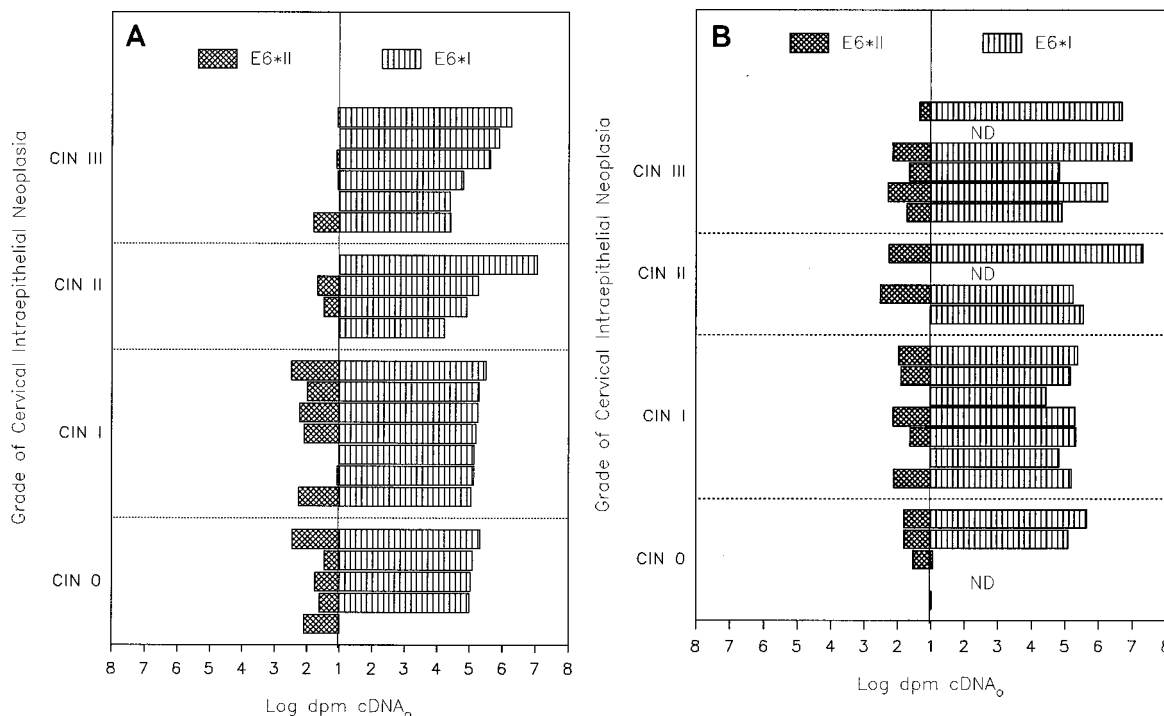 A
E6*II
E6*I
Grade of Cervical Intraepithelial Neoplasia
CIN III
CIN II
CIN I
CIN 0
8 7 6 5 4 3 2 1 2 3 4 5 6 7 8
Log dpm cDNAo
B
E6*II
E6*I
Grade of Cervical Intraepithelial Neoplasia
ND
CIN III
CIN II
ND
CIN I
CIN 0
ND
8 7 6 5 4 3 2 1 2 3 4 5 6 7 8
Log dpm cDNAo